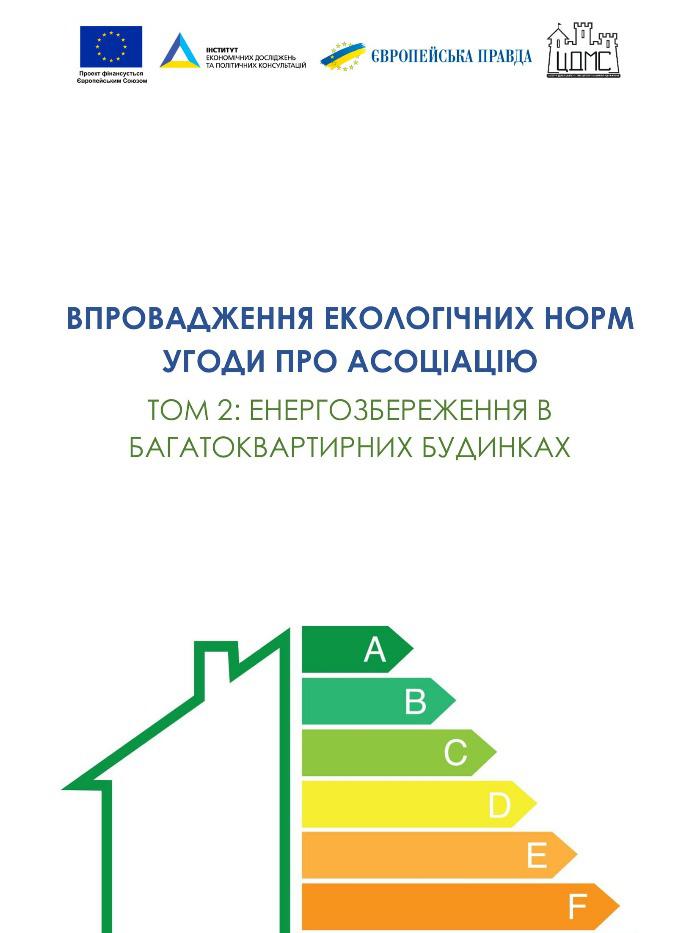 Проект фінансується
Європейським Союзом
ІНСТИТУТ
ЕКОНОМІЧНИХ ДОСЛІДЖЕНЬ
ТА ПОЛІТИЧНИХ КОНСУЛЬТАЦІЙ
ЄВРОПЕЙСЬКА ПРАВДА
ЦДМС
ВПРОВАДЖЕННЯ ЕКОЛОГІЧНИХ НОРМ
УГОДИ ПРО АСОЦІАЦІЮ
ТОМ 2: ЕНЕРГОЗБЕРЕЖЕННЯ В
БАГАТОКВАРТИРНИХ БУДИНКАХ
A
B
C
D
E
F